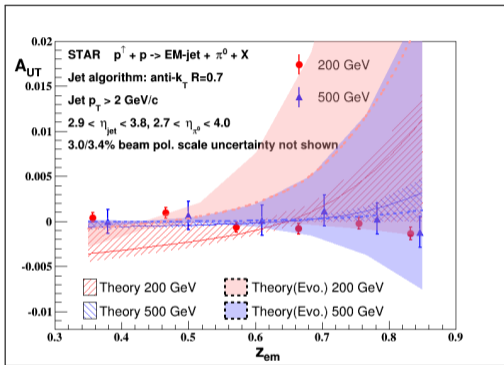 A_UT
0.02
0.015
0.01
0.005
0
-0.005
-0.01
STAR p↑ + p -> EM-jet + π⁰ + X
Jet algorithm: anti-k_T R=0.7
Jet p_T > 2 GeV/c
2.9 < η_jet < 3.8, 2.7 < η_π⁰ < 4.0
3.0/3.4% beam pol. scale uncertainty not shown
200 GeV
500 GeV
Theory 200 GeV
Theory(Evo.) 200 GeV
Theory 500 GeV
Theory(Evo.) 500 GeV
0.3 0.4 0.5 0.6 0.7 0.8 0.9
z_em